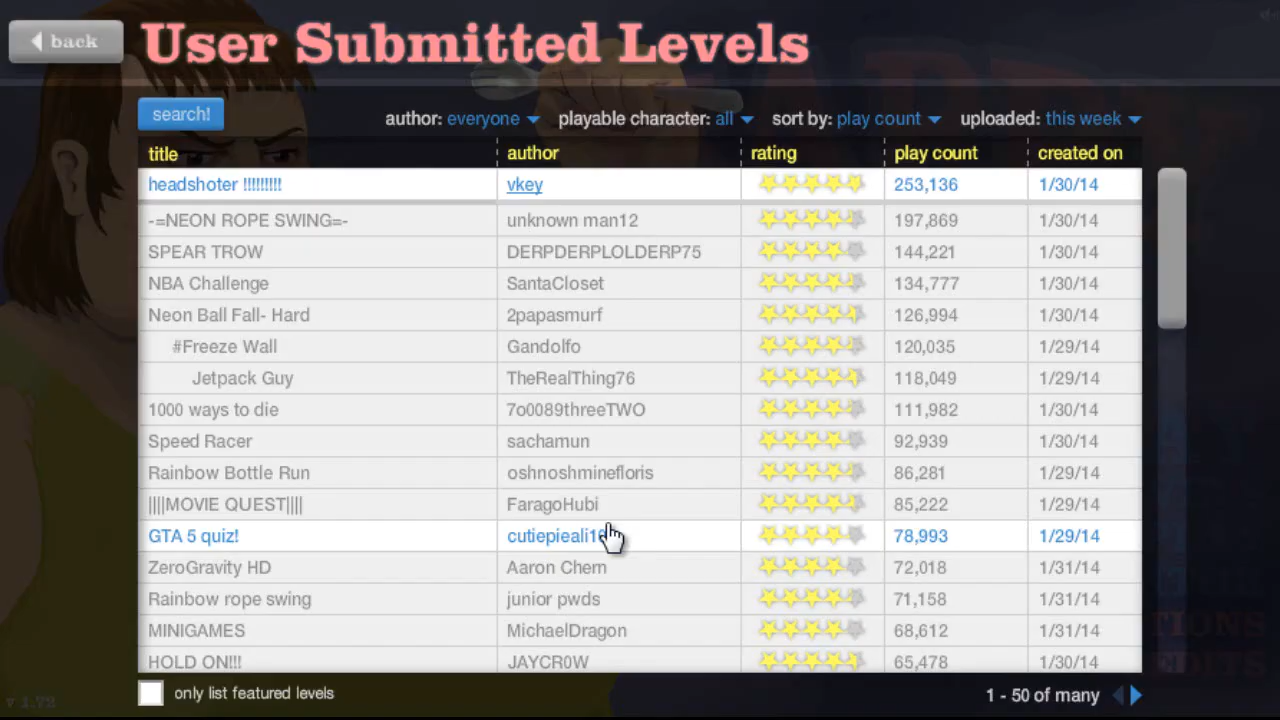 back
User Submitted Levels
search!
author: everyone playable character: all sort by: play count uploaded: this week
title author rating play count created on
headshoter !!!!!!!!! vkey 253,136 1/30/14
-=NEON ROPE SWING=- unknown man12 197,869 1/30/14
SPEAR TROW DERPDERPLOLDERP75 144,221 1/30/14
NBA Challenge SantaCloset 134,777 1/30/14
Neon Ball Fall- Hard 2papasmurf 126,994 1/30/14
#Freeze Wall Gandolfo 120,035 1/29/14
Jetpack Guy TheRealThing76 118,049 1/29/14
1000 ways to die 7o0089threeTWO 111,982 1/30/14
Speed Racer sachamun 92,939 1/30/14
Rainbow Bottle Run oshnoshminefloris 86,281 1/29/14
||||MOVIE QUEST|||| FaragoHubi 85,222 1/29/14
GTA 5 quiz! 78,993 1/29/14
ZeroGravity HD Aaron Chern 72,018 1/31/14
Rainbow rope swing junior pwds 71,158 1/31/14
MINIGAMES MichaelDragon 68,612 1/31/14
HOLD ON!!! JAYCR0W 65,478 1/30/14
only list featured levels 1 - 50 of many
v 1.72